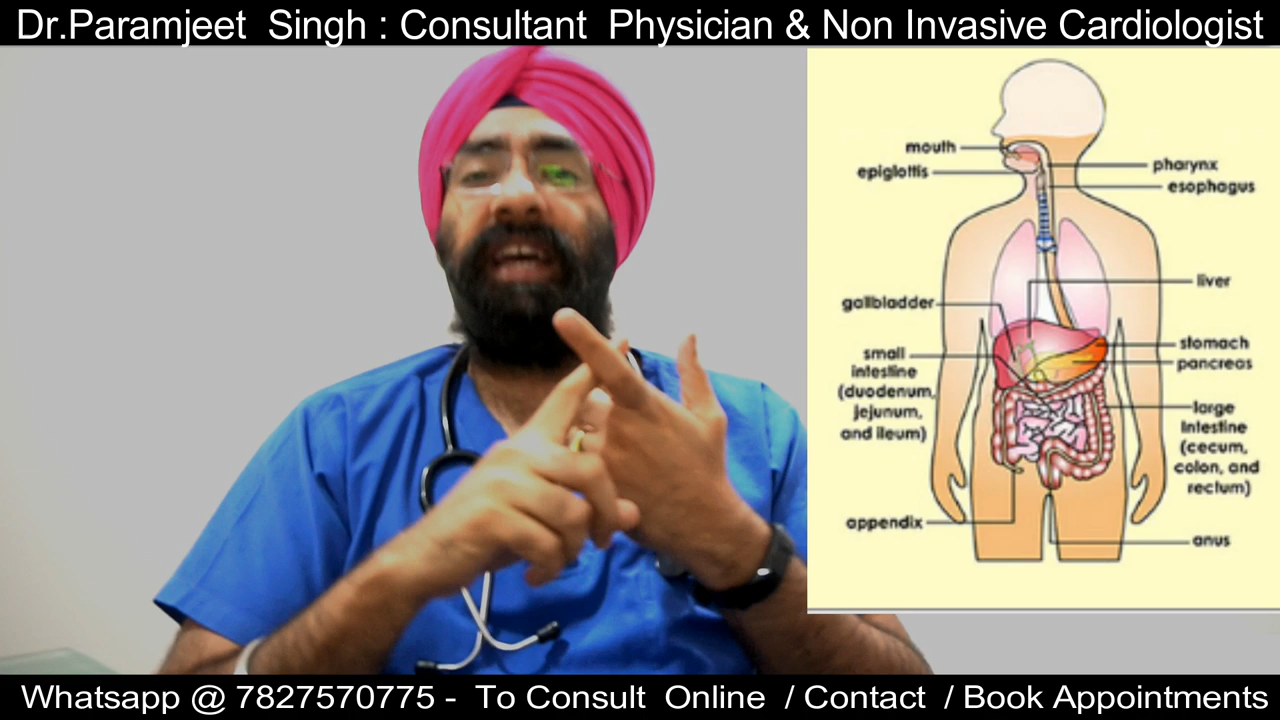 Dr.Paramjeet Singh : Consultant Physician & Non Invasive Cardiologist
mouth
epiglottis
pharynx
esophagus
liver
gallbladder
stomach
pancreas
small
intestine
(duodenum,
jejunum,
and ileum)
large
Intestine
(cecum,
colon, and
rectum)
appendix
anus
Whatsapp @ 7827570775 - To Consult Online / Contact / Book Appointments